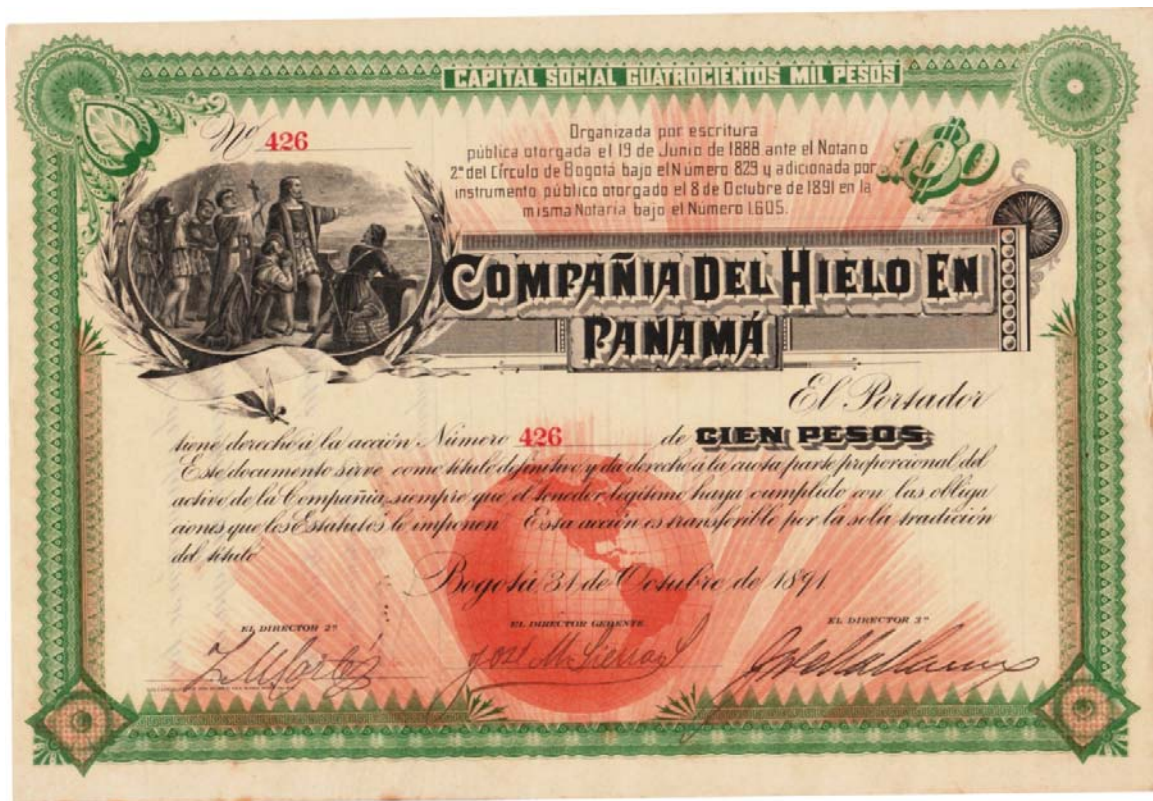 CAPITAL SOCIAL CUATROCIENTOS MIL PESOS
No 426
Organizada por escritura
pública otorgada el 19 de Junio de 1888 ante el Notario
2º del Círculo de Bogotá bajo el Número 829 y adicionada por
instrumento público otorgado el 8 de Octubre de 1891 en la
misma Notaría bajo el Número 1.605.
$100
COMPAÑIA DEL HIELO EN
PANAMÁ
El Portador
tiene derecho á la acción Número 426 de CIEN PESOS
Este documento sirve como título definitivo y da derecho á la cuota parte proporcional del
activo de la Compañía siempre que el tenedor legítimo haya cumplido con las obliga
ciones que los Estatutos le imponen Esta acción es transferible por la sola tradición
del título
Bogotá 31 de Octubre de 1891
EL DIRECTOR 2º
EL DIRECTOR GERENTE
EL DIRECTOR 3º